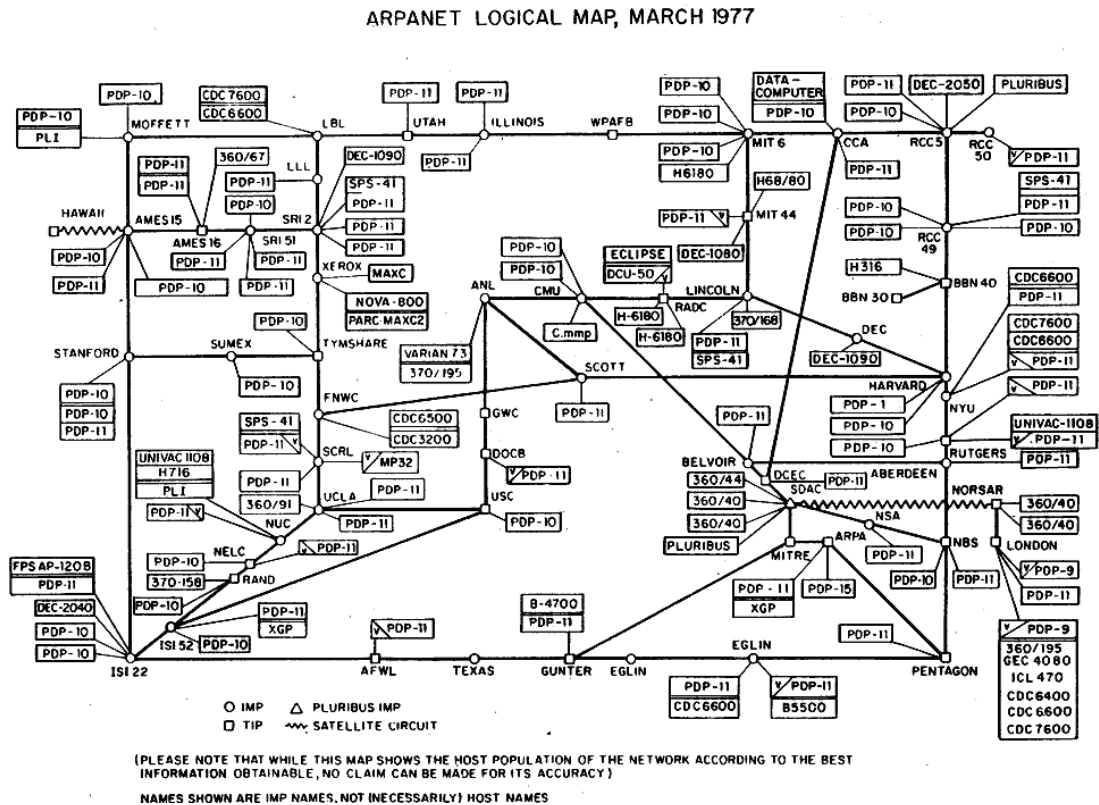 ARPANET LOGICAL MAP, MARCH 1977
PDP-10
PLI
PDP-10
MOFFETT
CDC7600
CDC6600
LBL
PDP-11
UTAH
PDP-11
ILLINOIS
PDP-11
WPAFB
PDP-10
PDP-10
PDP-10
H6180
MIT 6
DATA-
COMPUTER
PDP-10
CCA
PDP-11
PDP-11
PDP-10
DEC-2050
PLURIBUS
RCC 5
RCC
50
PDP-11
LLL
PDP-11
PDP-11
PDP-11
360/67
HAWAII
AMES15
PDP-10
PDP-11
PDP-10
AMES16
PDP-11
PDP-10
SRI 51
PDP-11
SRI 2
DEC-1090
SPS-41
PDP-11
PDP-11
PDP-11
H68/80
PDP-11
MIT 44
DEC-1080
SPS-41
PDP-11
PDP-10
PDP-10
PDP-10
RCC
49
XEROX
MAXC
NOVA-800
PARC-MAXC2
ANL
VARIAN 73
370/195
PDP-10
PDP-10
CMU
C.mmp
ECLIPSE
DCU-50
RADC
H-6180
H-6180
LINCOLN
370/168
PDP-11
SPS-41
H316
BBN 30
BBN 40
DEC
DEC-1090
CDC6600
PDP-11
CDC7600
CDC6600
PDP-11
PDP-11
STANFORD
PDP-10
PDP-10
PDP-11
SUMEX
PDP-10
PDP-10
TYMSHARE
FNWC
CDC6500
CDC3200
SCOTT
PDP-11
HARVARD
PDP-1
PDP-10
PDP-10
NYU
SPS-41
PDP-11
SCRL
MP32
PDP-11
360/91
GWC
DOCB
PDP-11
PDP-11
BELVOIR
DCEC
PDP-11
ABERDEEN
RUTGERS
UNIVAC-1108
PDP-11
PDP-11
UNIVAC 1108
H716
PLI
PDP-11
NUC
UCLA
PDP-11
PDP-11
USC
PDP-10
360/44
360/40
360/40
PLURIBUS
SDAC
NORSAR
360/40
360/40
NSA
PDP-11
NELC
PDP-10
PDP-11
370-158
RAND
PDP-10
MITRE
PDP-11
XGP
ARPA
PDP-15
NBS
PDP-10
PDP-11
LONDON
PDP-9
PDP-11
PDP-9
360/195
GEC 4080
ICL 470
CDC6400
CDC6600
CDC7600
FPS AP-120B
PDP-11
DEC-2040
PDP-10
PDP-10
ISI 22
ISI 52
PDP-11
XGP
PDP-10
PDP-11
AFWL
TEXAS
B-4700
PDP-11
GUNTER
EGLIN
EGLIN
PDP-11
CDC6600
PDP-11
B5500
PDP-11
PENTAGON
IMP
PLURIBUS IMP
TIP
SATELLITE CIRCUIT
(PLEASE NOTE THAT WHILE THIS MAP SHOWS THE HOST POPULATION OF THE NETWORK ACCORDING TO THE BEST
INFORMATION OBTAINABLE, NO CLAIM CAN BE MADE FOR ITS ACCURACY)
NAMES SHOWN ARE IMP NAMES, NOT (NECESSARILY) HOST NAMES